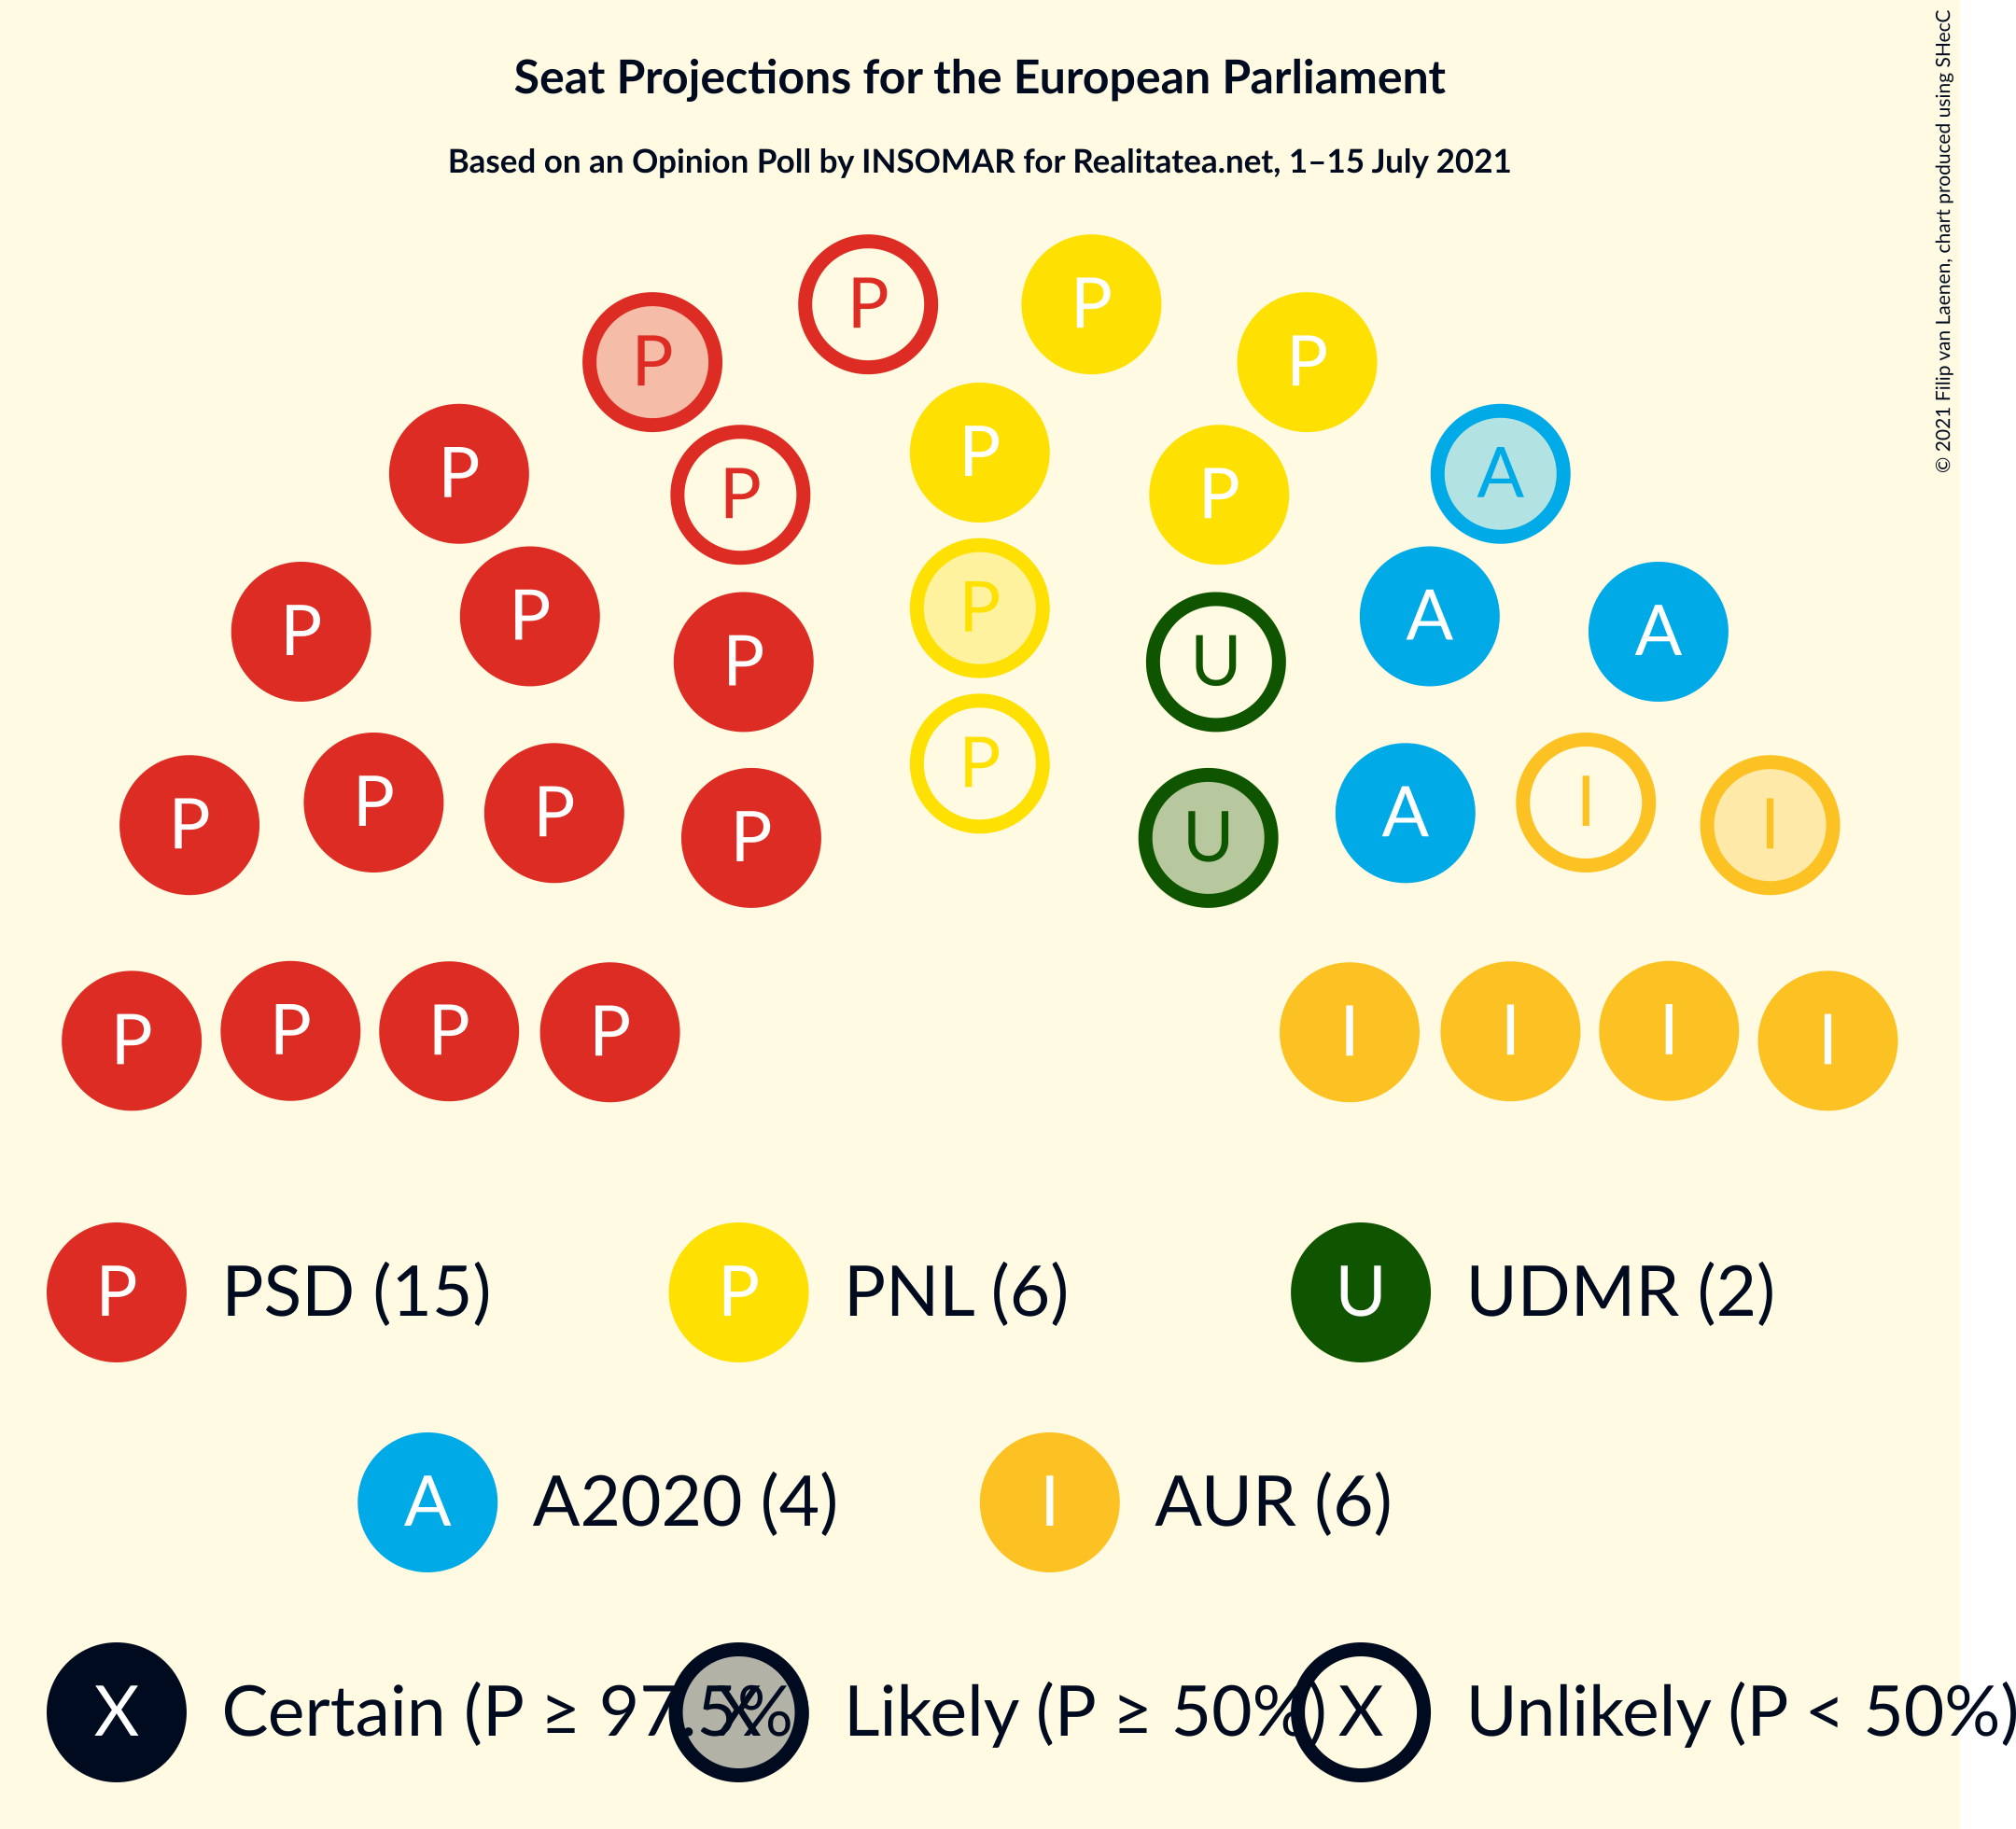 Seat Projections for the European Parliament
Based on an Opinion Poll by INSOMAR for Realitatea.net, 1–15 July 2021
© 2021 Filip van Laenen, chart produced using SHecC
P P
P P
P P
P A
P P
P A A
P P
P U
P P
P A I I
P P
P U
P P P P I I I I
P PSD (15) P PNL (6) U UDMR (2)
A A2020 (4) I AUR (6)
X Certain (P ≥ 97.5% X Likely (P ≥ 50%) X Unlikely (P < 50%)